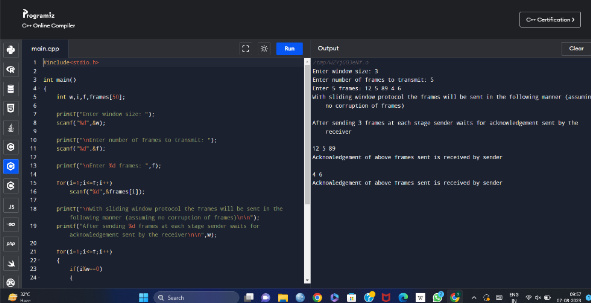 Programiz
C++ Online Compiler
C++ Certification >
main.cpp
Run
Output
Clear
1 #include<stdio.h>
2
3 int main()
4 {
5 int w,i,f,frames[50];
6
7 printf("Enter window size: ");
8 scanf("%d",&w);
9
10 printf("\nEnter number of frames to transmit: ");
11 scanf("%d",&f);
12
13 printf("\nEnter %d frames: ",f);
14
15 for(i=1;i<=f;i++)
16 scanf("%d",&frames[i]);
17
18 printf("\nWith sliding window protocol the frames will be sent in the
following manner (assuming no corruption of frames)\n\n");
19 printf("After sending %d frames at each stage sender waits for
acknowledgement sent by the receiver\n\n",w);
20
21 for(i=1;i<=f;i++)
22 {
23 if(i%w==0)
24 {
Enter window size: 3
Enter number of frames to transmit: 5
Enter 5 frames: 12 5 89 4 6
With sliding window protocol the frames will be sent in the following manner (assumin
no corruption of frames)
After sending 3 frames at each stage sender waits for acknowledgement sent by the
receiver
12 5 89
Acknowledgement of above frames sent is received by sender
4 6
Acknowledgement of above frames sent is received by sender
JS
php
32°C
Search
ENG
IN
09:57
07-09-2023